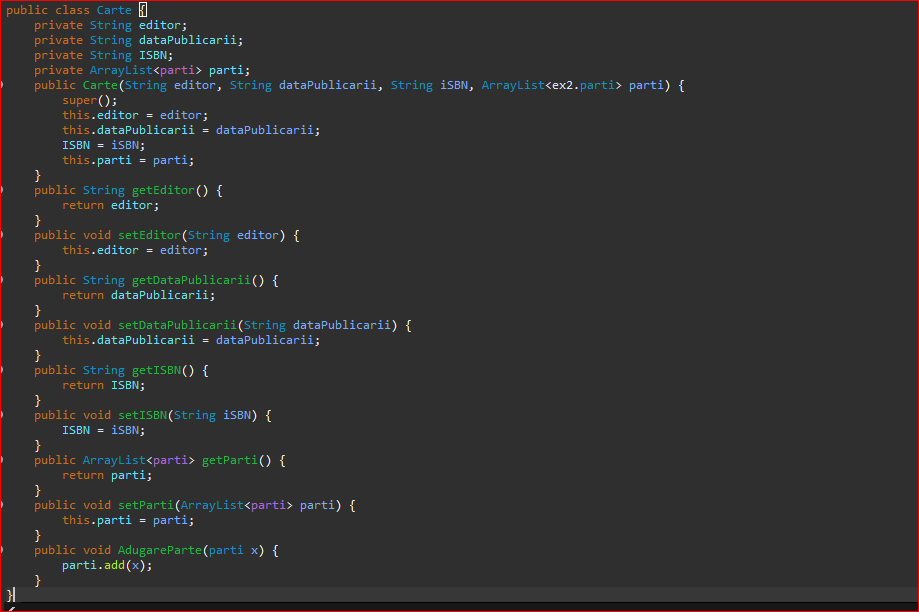 public class Carte {
    private String editor;
    private String dataPublicarii;
    private String ISBN;
    private ArrayList<parti> parti;
    public Carte(String editor, String dataPublicarii, String iSBN, ArrayList<ex2.parti> parti) {
        super();
        this.editor = editor;
        this.dataPublicarii = dataPublicarii;
        ISBN = iSBN;
        this.parti = parti;
    }
    public String getEditor() {
        return editor;
    }
    public void setEditor(String editor) {
        this.editor = editor;
    }
    public String getDataPublicarii() {
        return dataPublicarii;
    }
    public void setDataPublicarii(String dataPublicarii) {
        this.dataPublicarii = dataPublicarii;
    }
    public String getISBN() {
        return ISBN;
    }
    public void setISBN(String iSBN) {
        ISBN = iSBN;
    }
    public ArrayList<parti> getParti() {
        return parti;
    }
    public void setParti(ArrayList<parti> parti) {
        this.parti = parti;
    }
    public void AdugareParte(parti x) {
        parti.add(x);
    }
}